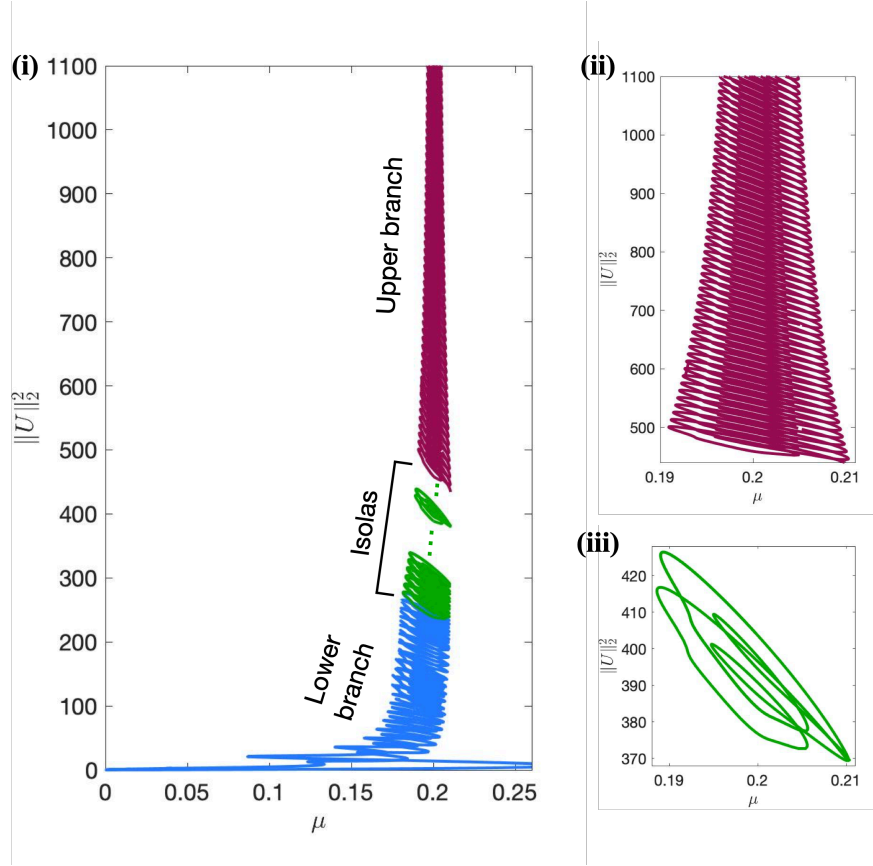 (i)
1100
1000
900
800
700
600
500
400
300
200
100
0
‖U‖₂²
Upper branch
Isolas
Lower
branch
0
0.05
0.1
0.15
0.2
0.25
μ
(ii)
1100
1000
900
800
700
600
500
‖U‖₂²
0.19
0.2
0.21
μ
(iii)
420
410
400
390
380
370
‖U‖₂²
0.19
0.2
0.21
μ